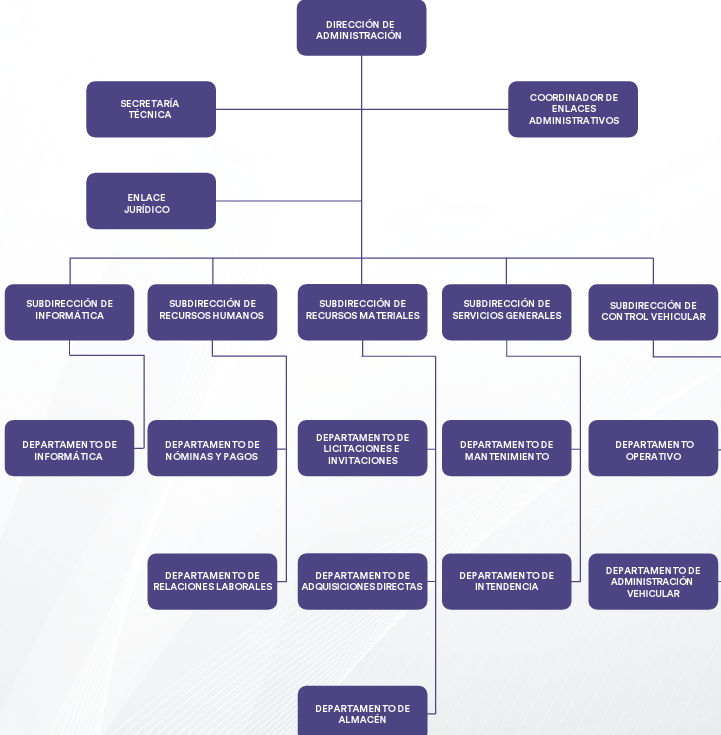 DIRECCIÓN DE
ADMINISTRACIÓN
SECRETARÍA
TÉCNICA
COORDINADOR DE
ENLACES
ADMINISTRATIVOS
ENLACE
JURÍDICO
SUBDIRECCIÓN DE
INFORMÁTICA
SUBDIRECCIÓN DE
RECURSOS HUMANOS
SUBDIRECCIÓN DE
RECURSOS MATERIALES
SUBDIRECCIÓN DE
SERVICIOS GENERALES
SUBDIRECCIÓN DE
CONTROL VEHICULAR
DEPARTAMENTO DE
INFORMÁTICA
DEPARTAMENTO DE
NÓMINAS Y PAGOS
DEPARTAMENTO DE
LICITACIONES E
INVITACIONES
DEPARTAMENTO DE
MANTENIMIENTO
DEPARTAMENTO
OPERATIVO
DEPARTAMENTO DE
RELACIONES LABORALES
DEPARTAMENTO DE
ADQUISICIONES DIRECTAS
DEPARTAMENTO DE
INTENDENCIA
DEPARTAMENTO DE
ADMINISTRACIÓN
VEHICULAR
DEPARTAMENTO DE
ALMACÉN